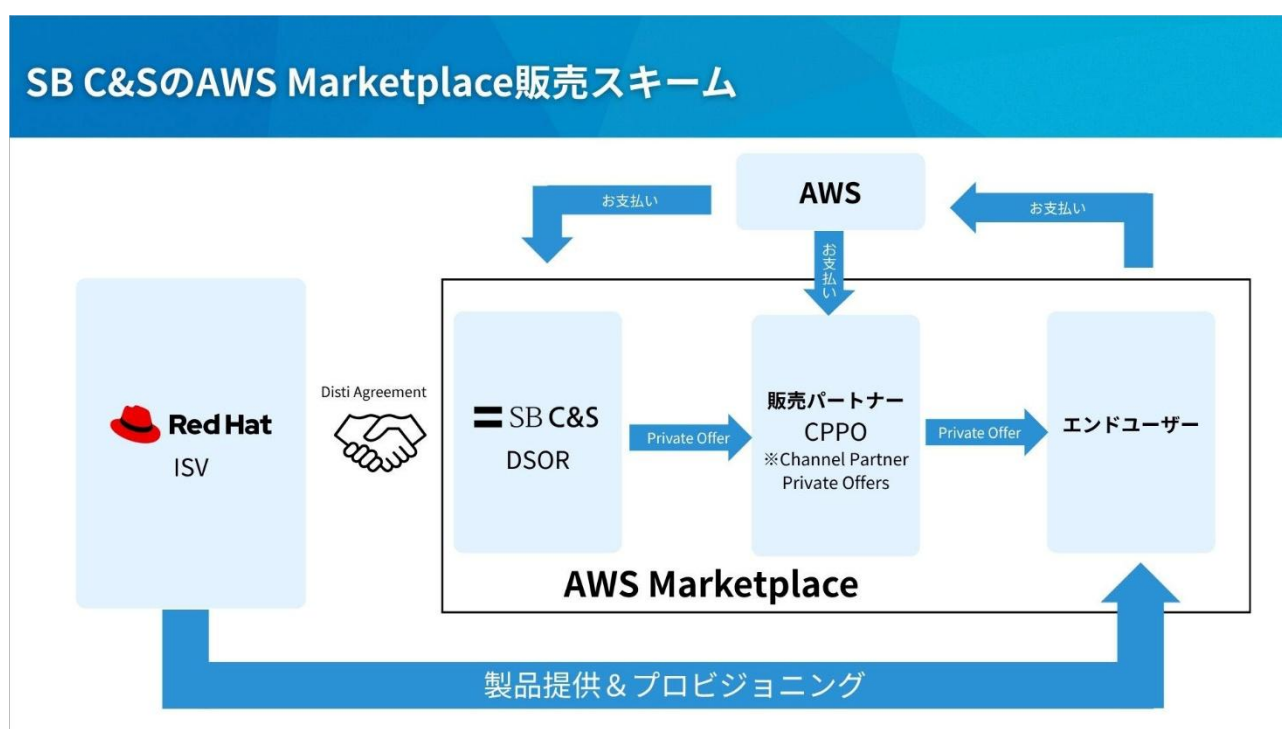 SB C&SのAWS Marketplace販売スキーム
AWS
お支払い
お支払い
お支払い
Red Hat
ISV
Disti Agreement
SB C&S
DSOR
Private Offer
販売パートナー
CPPO
※Channel Partner
Private Offers
Private Offer
エンドユーザー
AWS Marketplace
製品提供＆プロビジョニング